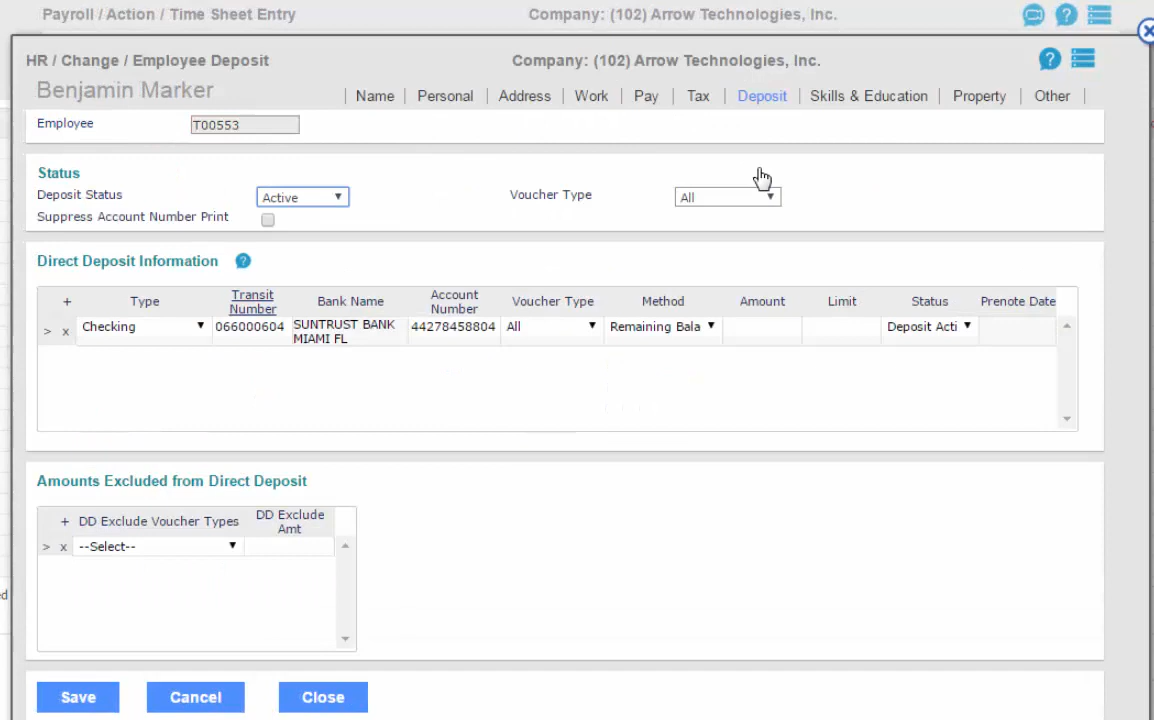 Payroll / Action / Time Sheet Entry Company: (102) Arrow Technologies, Inc.
HR / Change / Employee Deposit Company: (102) Arrow Technologies, Inc.
Benjamin Marker
Name Personal Address Work Pay Tax Deposit Skills & Education Property Other
Employee T00553
Status
Deposit Status Active Voucher Type All
Suppress Account Number Print
Direct Deposit Information ?
+ Type Transit Number Bank Name Account Number Voucher Type Method Amount Limit Status Prenote Date
> x Checking 066000604 SUNTRUST BANK MIAMI FL 44278458804 All Remaining Bala Deposit Acti
Amounts Excluded from Direct Deposit
+ DD Exclude Voucher Types DD Exclude Amt
> x --Select--
ed
Save Cancel Close